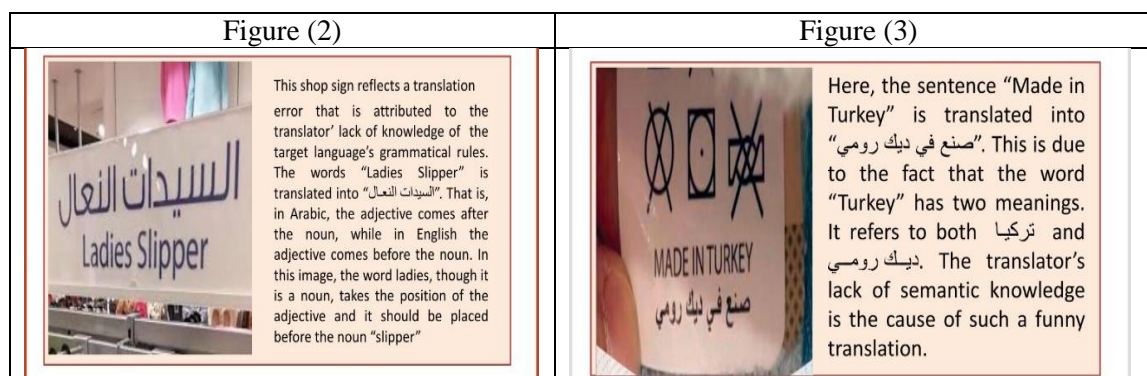 Figure (2)
السيدات النعال
Ladies Slipper
This shop sign reflects a translation
error that is attributed to the
translator’ lack of knowledge of the
target language’s grammatical rules.
The words “Ladies Slipper” is
translated into “السيدات النعال”. That is,
in Arabic, the adjective comes after
the noun, while in English the
adjective comes before the noun. In
this image, the word ladies, though it
is a noun, takes the position of the
adjective and it should be placed
before the noun “slipper”
Figure (3)
MADE IN TURKEY
صنع في ديك رومي
Here, the sentence “Made in
Turkey” is translated into
“صنع في ديك رومي”. This is due
to the fact that the word
“Turkey” has two meanings.
It refers to both تركيا and
ديك رومي. The translator’s
lack of semantic knowledge
is the cause of such a funny
translation.